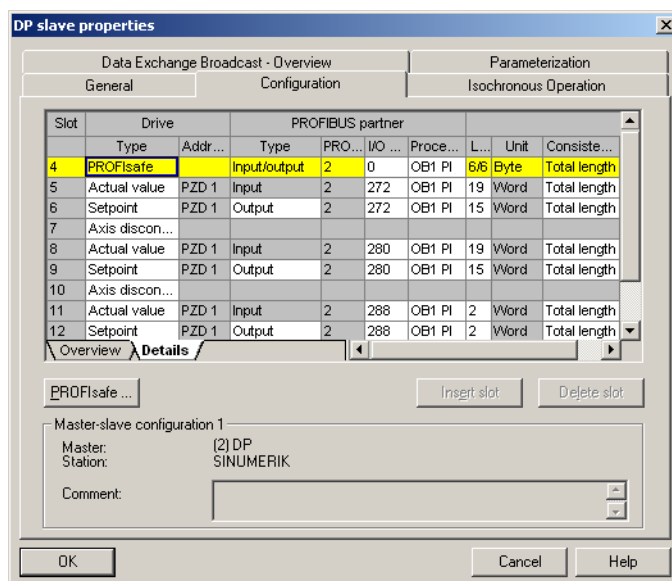 DP slave properties
Data Exchange Broadcast - Overview Parameterization
General Configuration Isochronous Operation
Slot Drive PROFIBUS partner
Type Addr... Type PRO... I/O ... Proce... L... Unit Consiste...
4 PROFIsafe Input/output 2 0 OB1 PI 6/6 Byte Total length
5 Actual value PZD 1 Input 2 272 OB1 PI 19 Word Total length
6 Setpoint PZD 1 Output 2 272 OB1 PI 15 Word Total length
7 Axis discon...
8 Actual value PZD 1 Input 2 280 OB1 PI 19 Word Total length
9 Setpoint PZD 1 Output 2 280 OB1 PI 15 Word Total length
10 Axis discon...
11 Actual value PZD 1 Input 2 288 OB1 PI 2 Word Total length
12 Setpoint PZD 1 Output 2 288 OB1 PI 2 Word Total length
Overview Details
PROFIsafe ... Insert slot Delete slot
Master-slave configuration 1
Master: (2) DP
Station: SINUMERIK
Comment:
OK Cancel Help